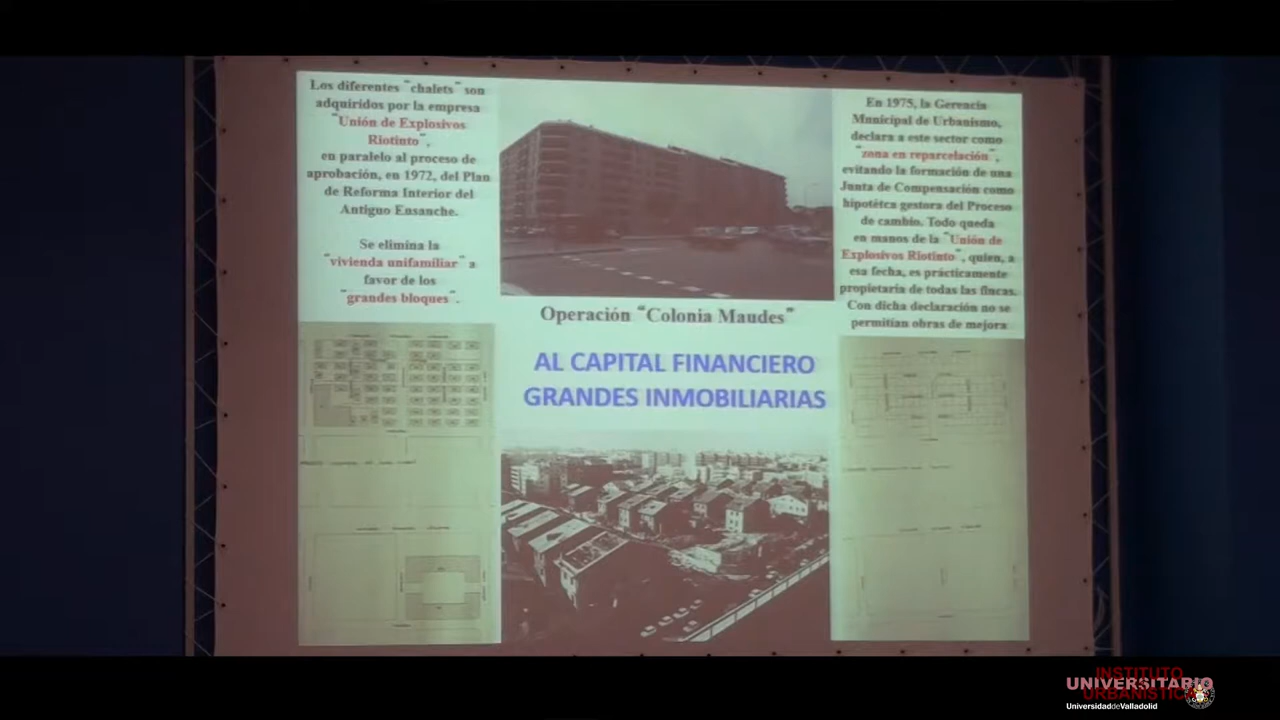 Los diferentes "chalets" son
adquiridos por la empresa
"Unión de Explosivos
Riotinto",
en paralelo al proceso de
aprobación, en 1972, del Plan
de Reforma Interior del
Antiguo Ensanche.
Se elimina la
"vivienda unifamiliar" a
favor de los
"grandes bloques".
Operación "Colonia Maudes"
AL CAPITAL FINANCIERO
GRANDES INMOBILIARIAS
En 1975, la Gerencia
Municipal de Urbanismo,
declara a este sector como
"zona en reparcelación",
evitando la formación de una
Junta de Compensación como
hipotétca gestora del Proceso
de cambio. Todo queda
en manos de la "Unión de
Explosivos Riotinto", quien, a
esa fecha, es prácticamente
propietaria de todas las fincas.
Con dicha declaración no se
permitían obras de mejora
INSTITUTO
UNIVERSITARIO
URBANÍSTICA
UniversidaddeValladolid